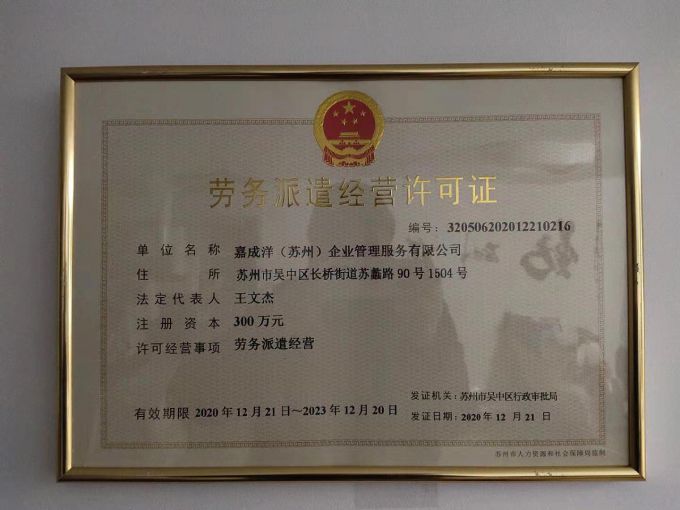 劳务派遣经营许可证
编号：320506202012210216
单位名称 嘉成洋（苏州）企业管理服务有限公司
住所 苏州市吴中区长桥街道苏蠡路90号1504号
法定代表人 王文杰
注册资本 300万元
许可经营事项 劳务派遣经营
发证机关：苏州市吴中区行政审批局
有效期限 2020年12月21日～2023年12月20日
发证日期：2020年12月21日
苏州市人力资源和社会保障局监制